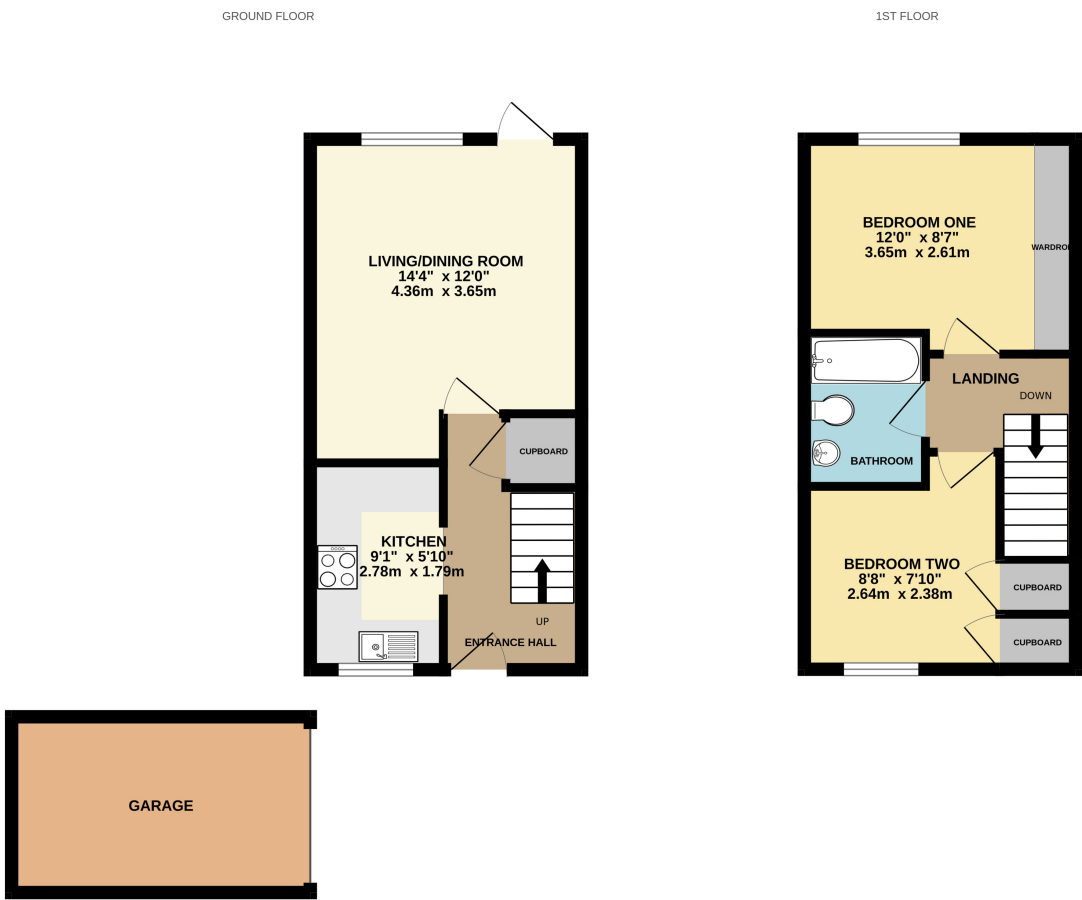 GROUND FLOOR
1ST FLOOR
LIVING/DINING ROOM
14'4" x 12'0"
4.36m x 3.65m
CUPBOARD
KITCHEN
9'1" x 5'10"
2.78m x 1.79m
UP
ENTRANCE HALL
GARAGE
BEDROOM ONE
12'0" x 8'7"
3.65m x 2.61m
WARDRO
LANDING
DOWN
BATHROOM
BEDROOM TWO
8'8" x 7'10"
2.64m x 2.38m
CUPBOARD
CUPBOARD